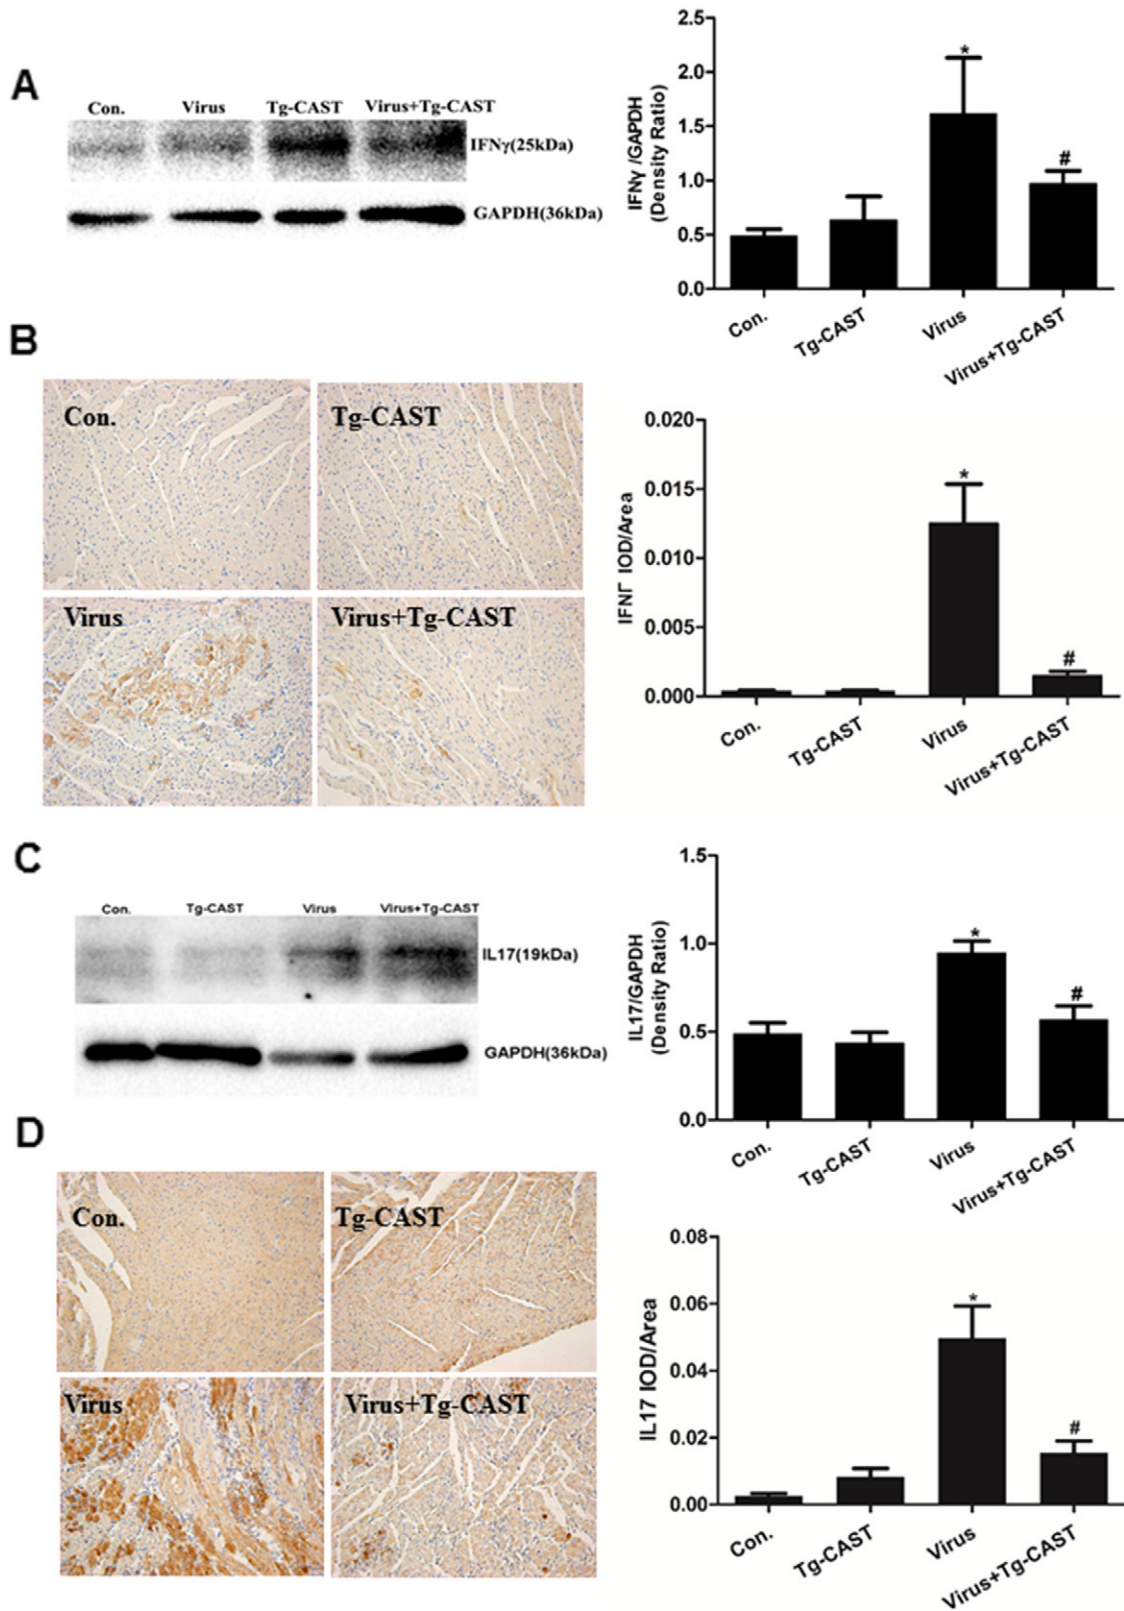 A
Con. Virus Tg-CAST Virus+Tg-CAST
IFNγ(25kDa)
GAPDH(36kDa)
IFNγ /GAPDH
(Density Ratio)
2.5
2.0
1.5
1.0
0.5
0.0
*
#
Con. Tg-CAST Virus Virus+Tg-CAST
B
Con.
Tg-CAST
Virus
Virus+Tg-CAST
IFNΓ IOD/Area
0.020
0.015
0.010
0.005
0.000
*
#
Con. Tg-CAST Virus Virus+Tg-CAST
C
Con. Tg-CAST Virus Virus+Tg-CAST
IL17(19kDa)
GAPDH(36kDa)
IL17/GAPDH
(Density Ratio)
1.5
1.0
0.5
0.0
*
#
Con. Tg-CAST Virus Virus+Tg-CAST
D
Con.
Tg-CAST
Virus
Virus+Tg-CAST
IL17 IOD/Area
0.08
0.06
0.04
0.02
0.00
*
#
Con. Tg-CAST Virus Virus+Tg-CAST